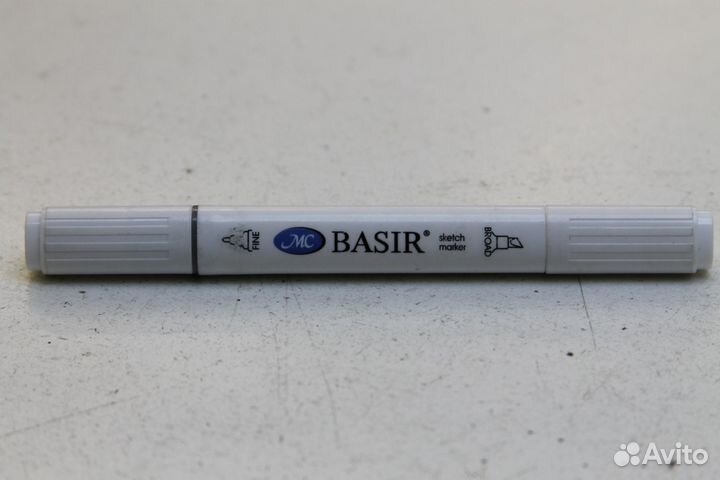 FINE
MC
BASIR®
sketch
marker
BROAD
Avito